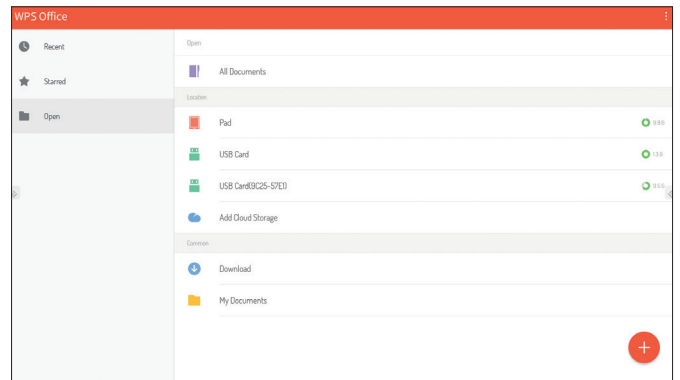 WPS Office
Recent
Starred
Open
Open
All Documents
Location
Pad
USB Card
USB Card(9C25-57E1)
Add Cloud Storage
Common
Download
My Documents